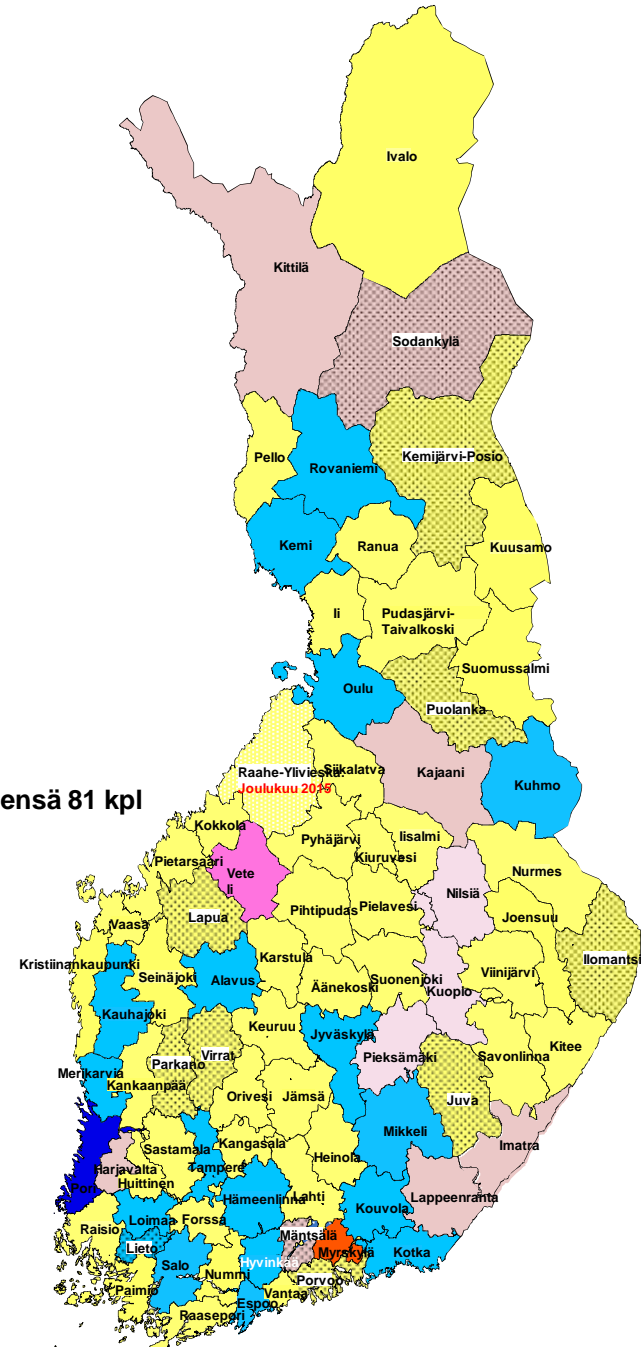 Ivalo
Kittilä
Sodankylä
Pello
Rovaniemi
Kemijärvi-Posio
Kemi
Ranua
Kuusamo
Ii
Pudasjärvi-
Taivalkoski
Suomussalmi
Oulu
Puolanka
Raahe-Ylivieska:
Joulukuu 2015
Siikalatva
Kajaani
Kuhmo
ensä 81 kpl
Kokkola
Pyhäjärvi
Iisalmi
Kiuruvesi
Pietarsaari
Vete
li
Nilsiä
Nurmes
Lapua
Pihtipudas
Pielavesi
Joensuu
Vaasa
Kristiinankaupunki
Seinäjoki
Alavus
Karstula
Äänekoski
Suonenjoki
Kuoplo
Viinijärvi
Ilomantsi
Kauhajoki
Keuruu
Jyväskylä
Parkano
Virrat
Pieksämäki
Savonlinna
Kitee
Merikarvia
Kankaanpää
Orivesi
Jämsä
Juva
Mikkeli
Imatra
Sastamala
Kangasala
Heinola
Harjavalta
Tampere
Pori
Huittinen
Hämeenlinna
Lahti
Lappeenranta
Kouvola
Raisio
Loimaa
Forssa
Mäntsälä
Lieto
Salo
Hyvinkää
Myrskylä
Kotka
Paimio
Nummi
Porvoo
Vantaa
Espoo
Raasepori